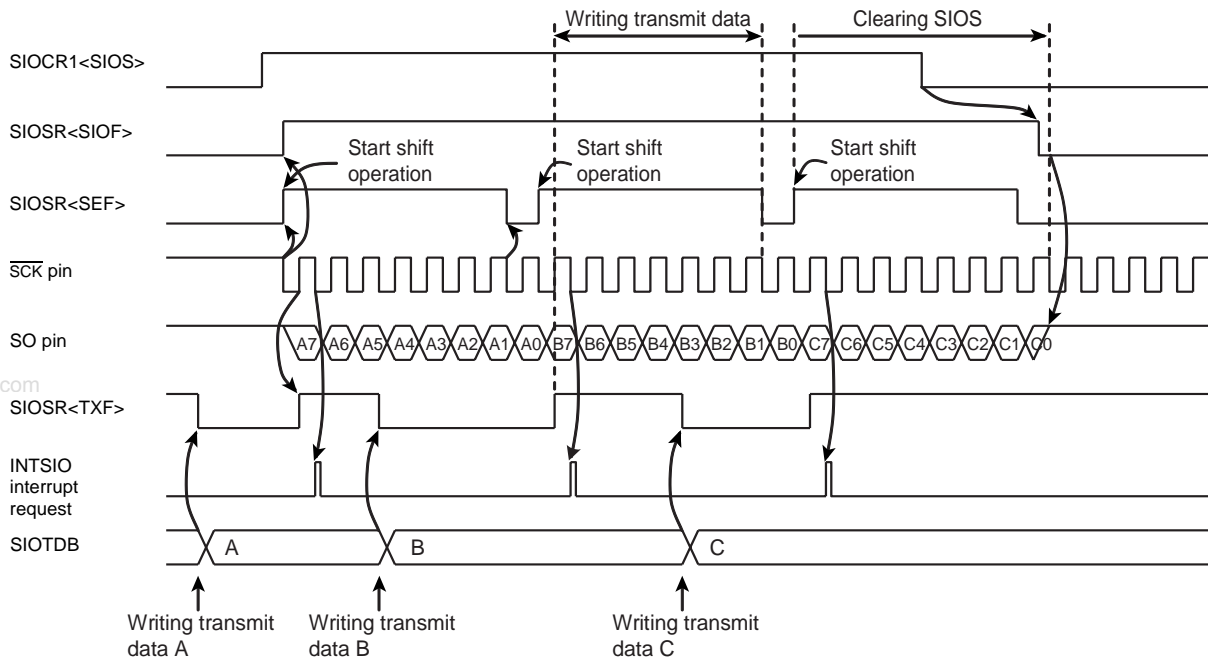 Writing transmit data
Clearing SIOS
SIOCR1<SIOS>
SIOSR<SIOF>
Start shift
operation
Start shift
operation
Start shift
operation
SIOSR<SEF>
SCK pin
SO pin
A7 A6 A5 A4 A3 A2 A1 A0 B7 B6 B5 B4 B3 B2 B1 B0 C7 C6 C5 C4 C3 C2 C1 C0
com
SIOSR<TXF>
INTSIO
interrupt
request
SIOTDB
A
B
C
Writing transmit
data A
Writing transmit
data B
Writing transmit
data C